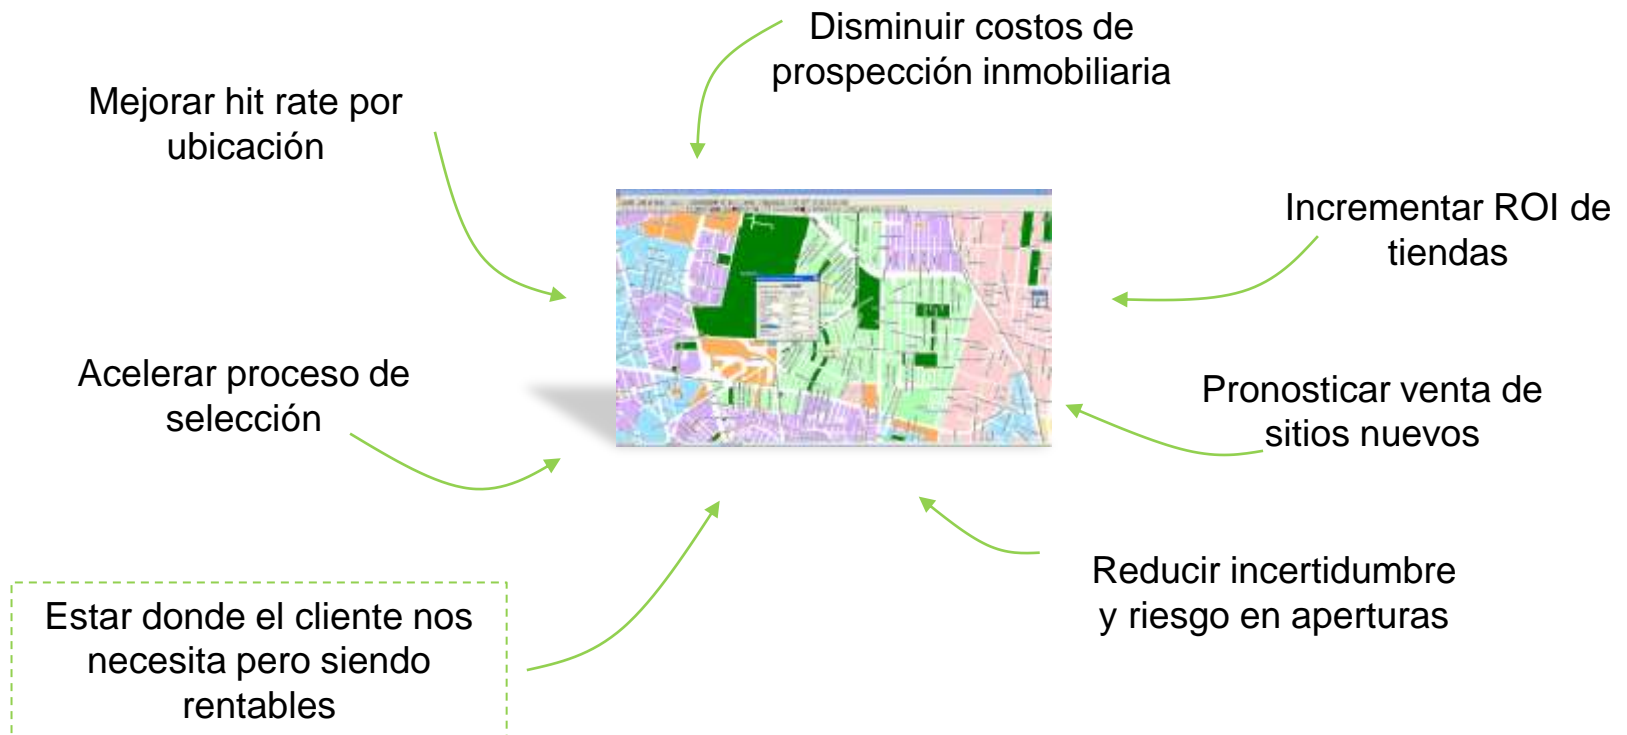 Disminuir costos de
prospección inmobiliaria
Mejorar hit rate por
ubicación
Incrementar ROI de
tiendas
Acelerar proceso de
selección
Pronosticar venta de
sitios nuevos
Reducir incertidumbre
y riesgo en aperturas
Estar donde el cliente nos
necesita pero siendo
rentables